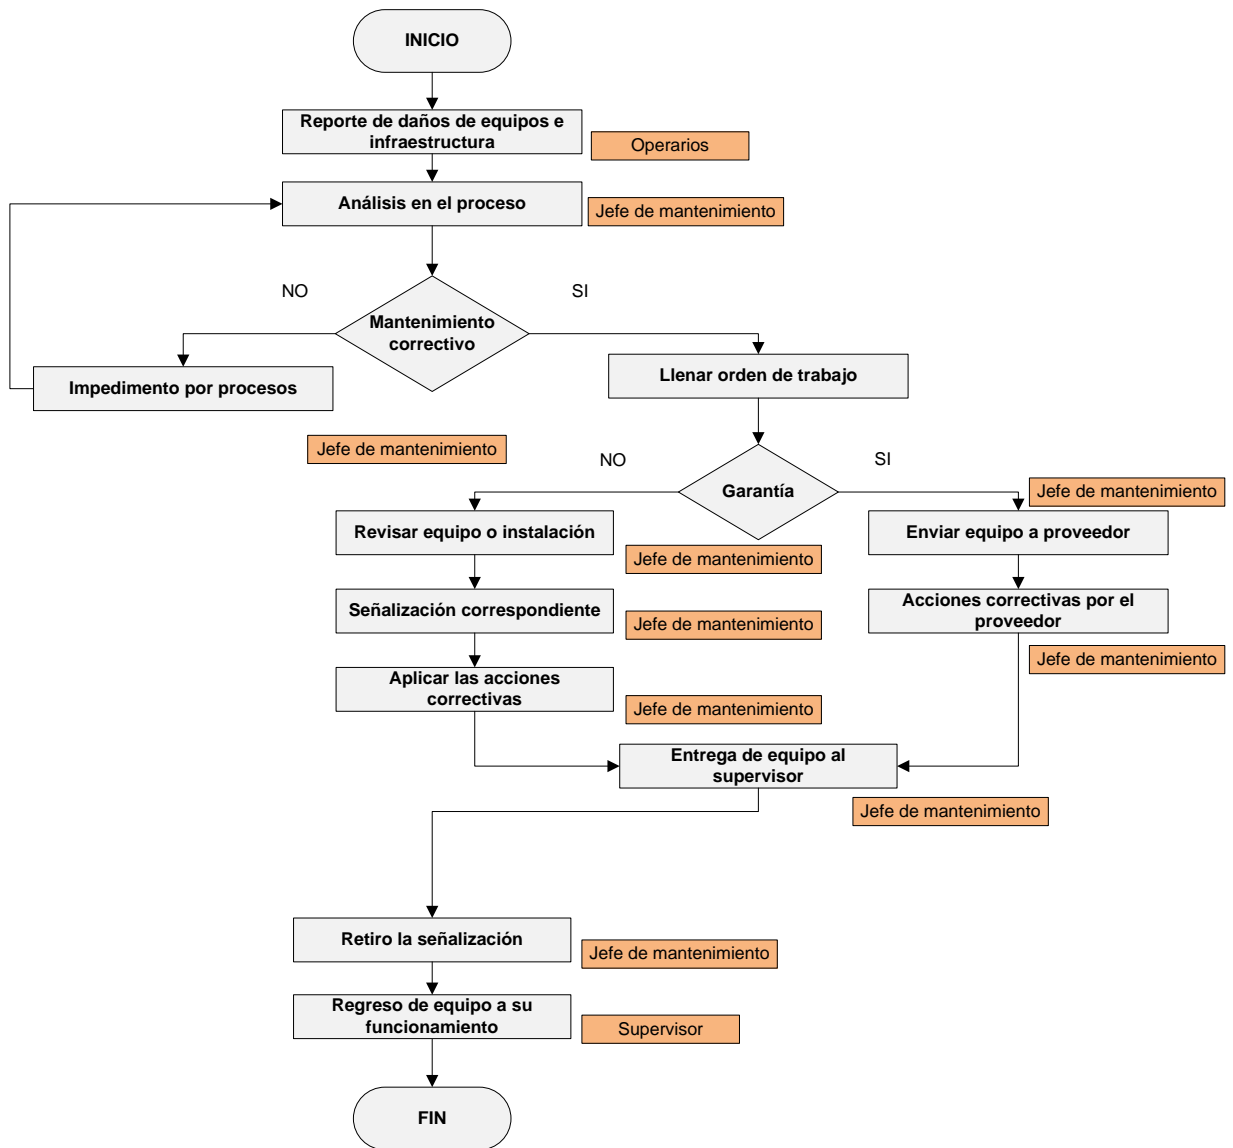 INICIO
Reporte de daños de equipos e
infraestructura
Operarios
Análisis en el proceso
Jefe de mantenimiento
NO
SI
Mantenimiento
correctivo
Impedimento por procesos
Llenar orden de trabajo
Jefe de mantenimiento
NO
SI
Garantía
Jefe de mantenimiento
Revisar equipo o instalación
Enviar equipo a proveedor
Jefe de mantenimiento
Señalización correspondiente
Acciones correctivas por el
proveedor
Jefe de mantenimiento
Jefe de mantenimiento
Aplicar las acciones
correctivas
Jefe de mantenimiento
Entrega de equipo al
supervisor
Jefe de mantenimiento
Retiro la señalización
Jefe de mantenimiento
Regreso de equipo a su
funcionamiento
Supervisor
FIN